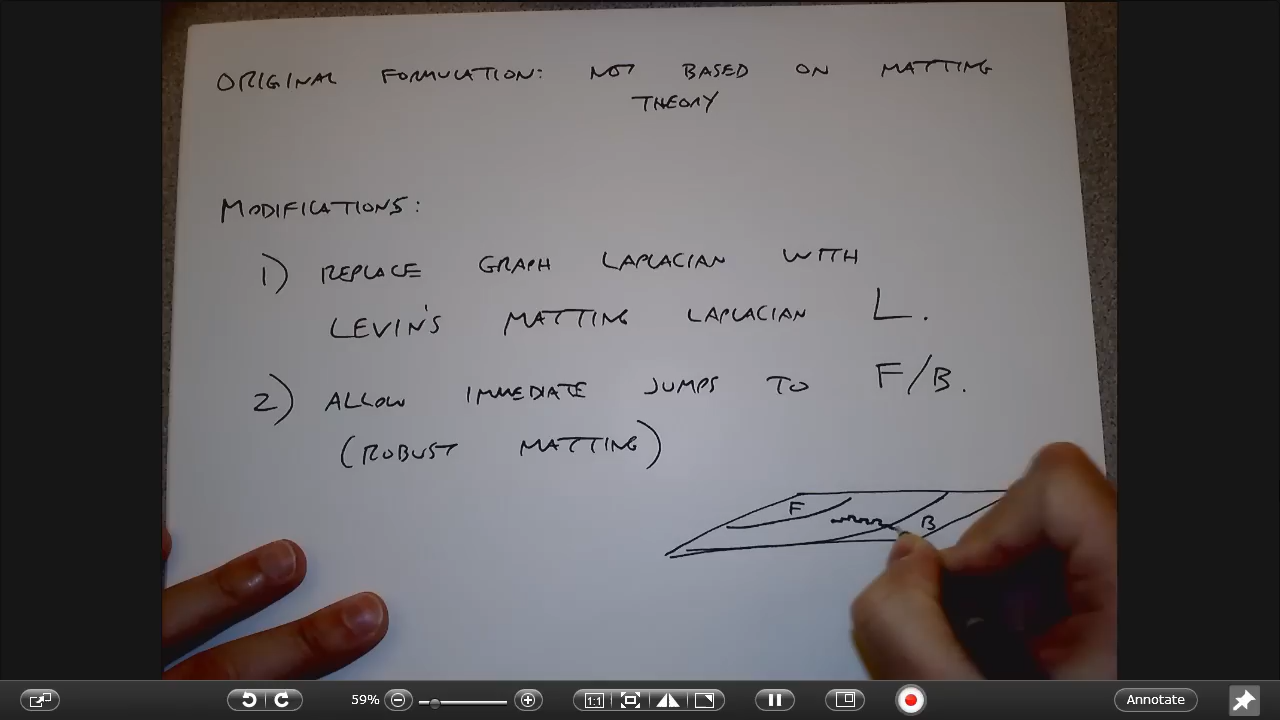 ORIGINAL FORMULATION: NOT BASED ON MATTING
THEORY
MODIFICATIONS:
1) REPLACE GRAPH LAPLACIAN WITH
LEVIN'S MATTING LAPLACIAN L.
2) ALLOW IMMEDIATE JUMPS TO F/B.
(ROBUST MATTING)
F
B
59%
1:1
Annotate